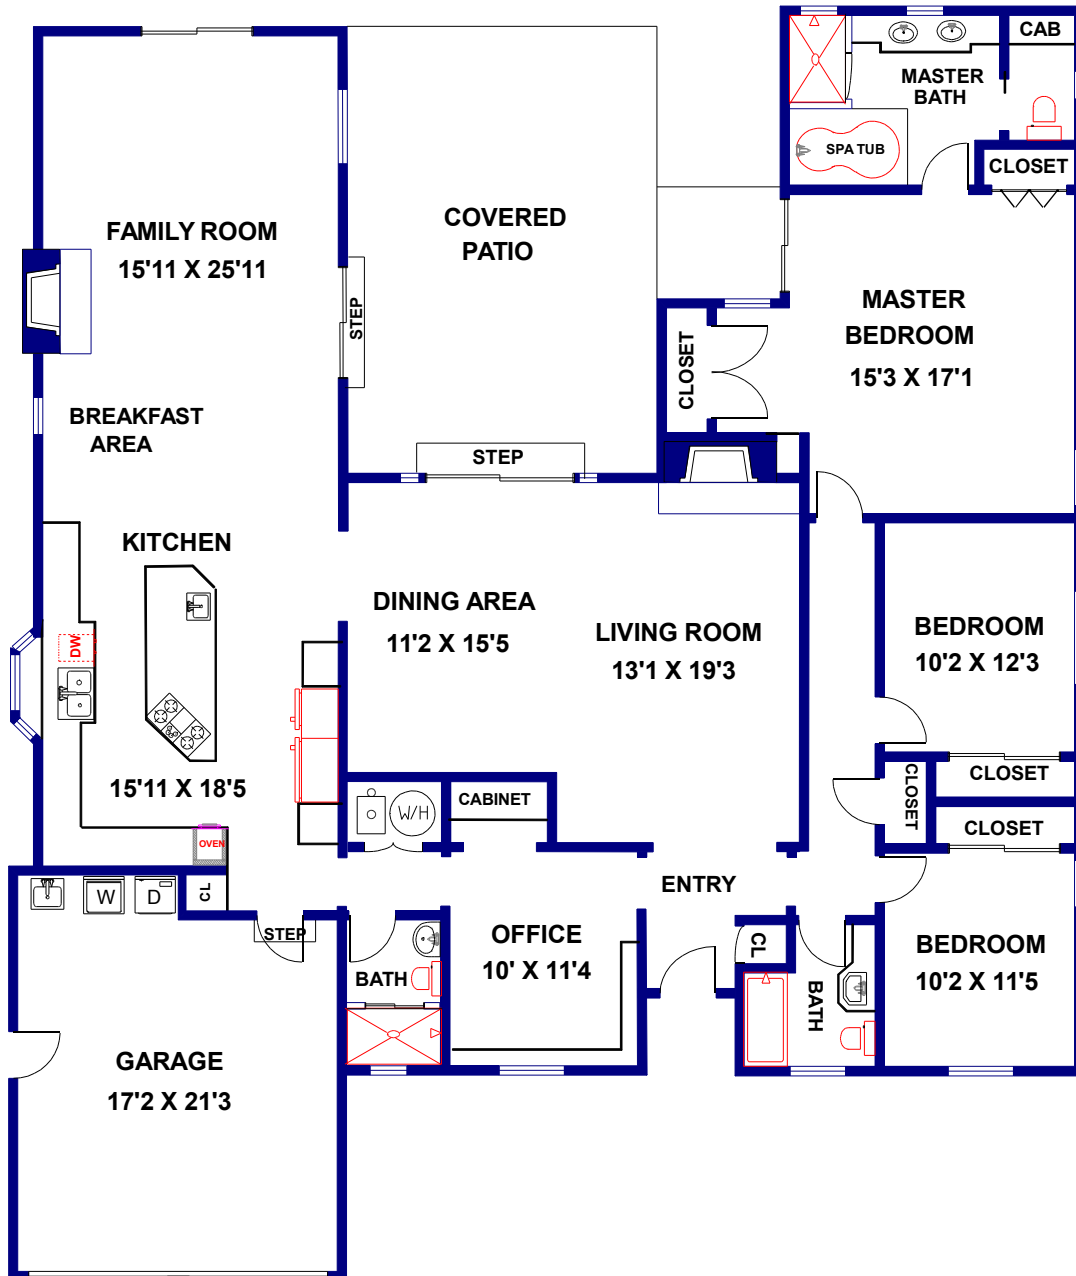 CAB
MASTER
BATH
SPA TUB
CLOSET
FAMILY ROOM
15'11 X 25'11
COVERED
PATIO
STEP
MASTER
BEDROOM
15'3 X 17'1
CLOSET
BREAKFAST
AREA
STEP
KITCHEN
DW
15'11 X 18'5
OVEN
DINING AREA
11'2 X 15'5
LIVING ROOM
13'1 X 19'3
BEDROOM
10'2 X 12'3
CLOSET
CLOSET
CLOSET
W/H
CABINET
ENTRY
W
D
CL
STEP
BATH
OFFICE
10' X 11'4
CL
BATH
BEDROOM
10'2 X 11'5
GARAGE
17'2 X 21'3